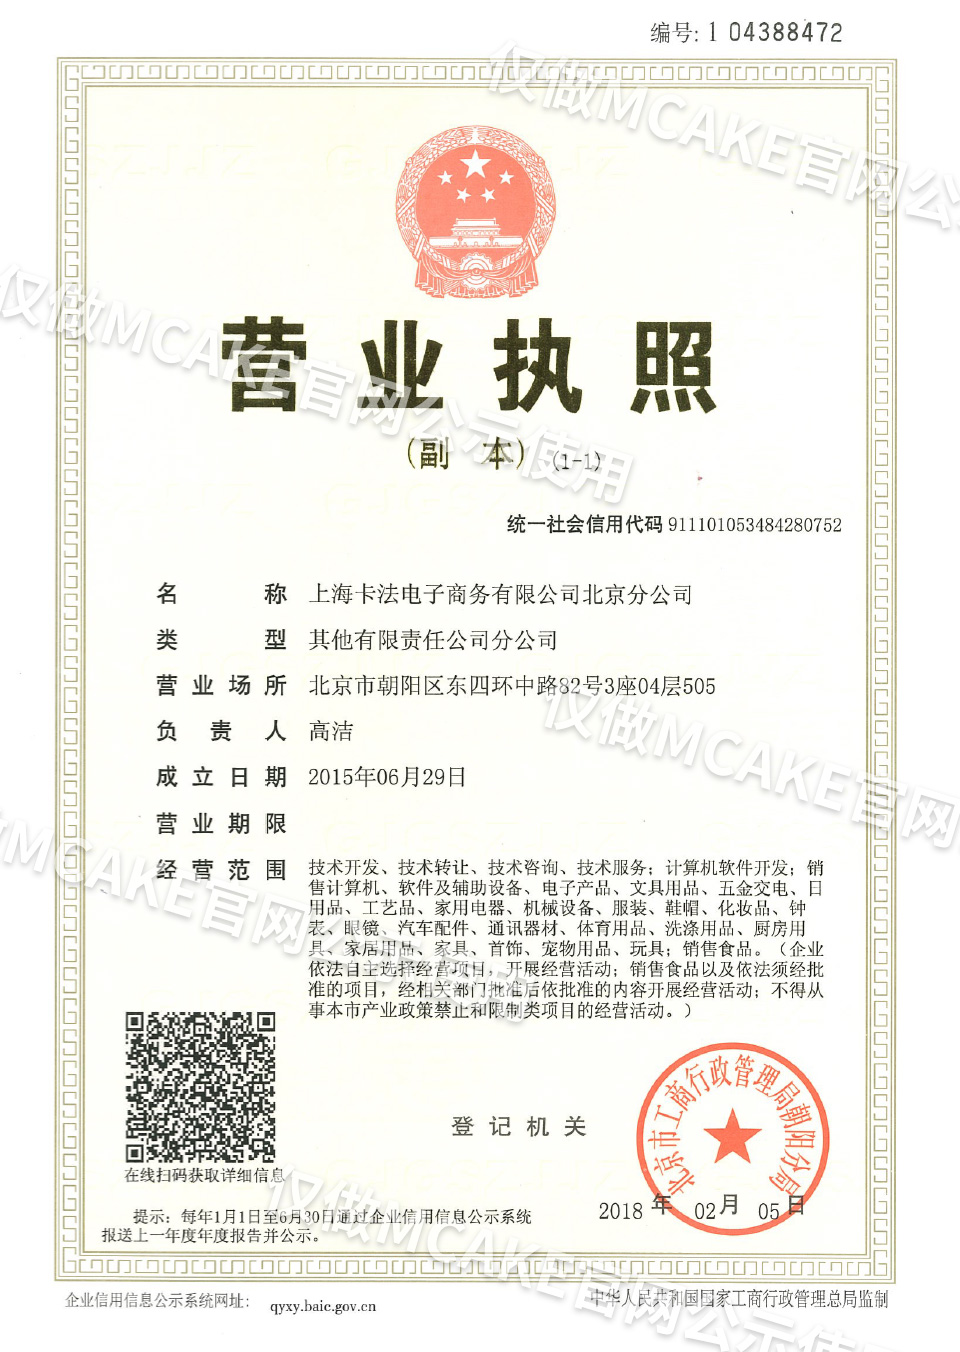 编号: 1 04388472
营业执照
(副 本) (1-1)
统一社会信用代码 911101053484280752
名称 上海卡法电子商务有限公司北京分公司
类型 其他有限责任公司分公司
营业场所 北京市朝阳区东四环中路82号3座04层505
负责人 高洁
成立日期 2015年06月29日
营业期限
经营范围 技术开发、技术转让、技术咨询、技术服务；计算机软件开发；销
售计算机、软件及辅助设备、电子产品、文具用品、五金交电、日
用品、工艺品、家用电器、机械设备、服装、鞋帽、化妆品、钟
表、眼镜、汽车配件、通讯器材、体育用品、洗涤用品、厨房用
具、家居用品、家具、首饰、宠物用品、玩具；销售食品。（企业
依法自主选择经营项目，开展经营活动；销售食品以及依法须经批
准的项目，经相关部门批准后依批准的内容开展经营活动；不得从
事本市产业政策禁止和限制类项目的经营活动。）
在线扫码获取详细信息
登记机关
北京市工商行政管理局朝阳分局
2018年 02月 05日
提示：每年1月1日至6月30日通过企业信用信息公示系统
报送上一年度年度报告并公示。
企业信用信息公示系统网址： qyxy.baic.gov.cn
中华人民共和国国家工商行政管理总局监制
仅做MCAKE官网公
仅做MCAKE官网公示使用
仅做MCAKE官网
做MCAKE官网公示使用
仅做MCAKE官网公示使用